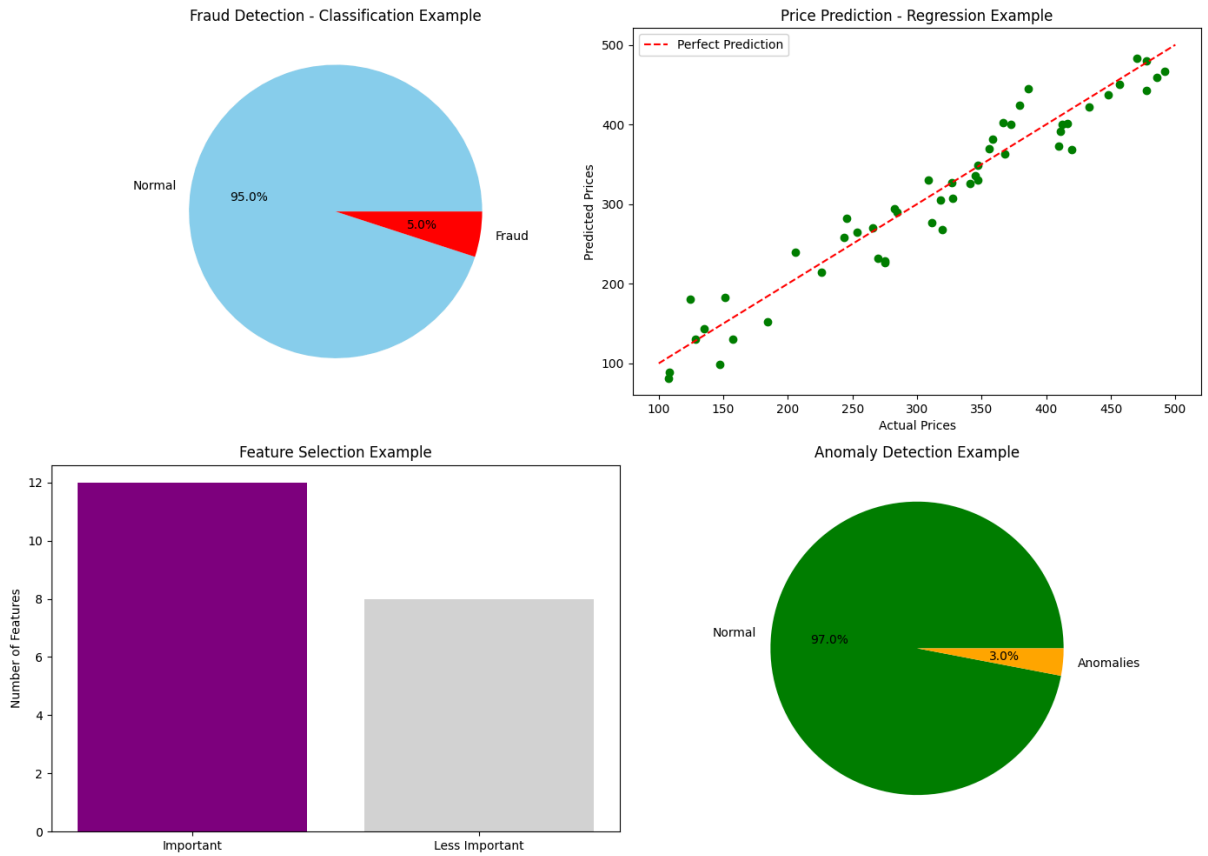 Fraud Detection - Classification Example
Normal
95.0%
5.0%
Fraud
Price Prediction - Regression Example
Perfect Prediction
Predicted Prices
500
400
300
200
100
100
150
200
250
300
350
400
450
500
Actual Prices
Feature Selection Example
Number of Features
12
10
8
6
4
2
0
Important
Less Important
Anomaly Detection Example
Normal
97.0%
3.0%
Anomalies